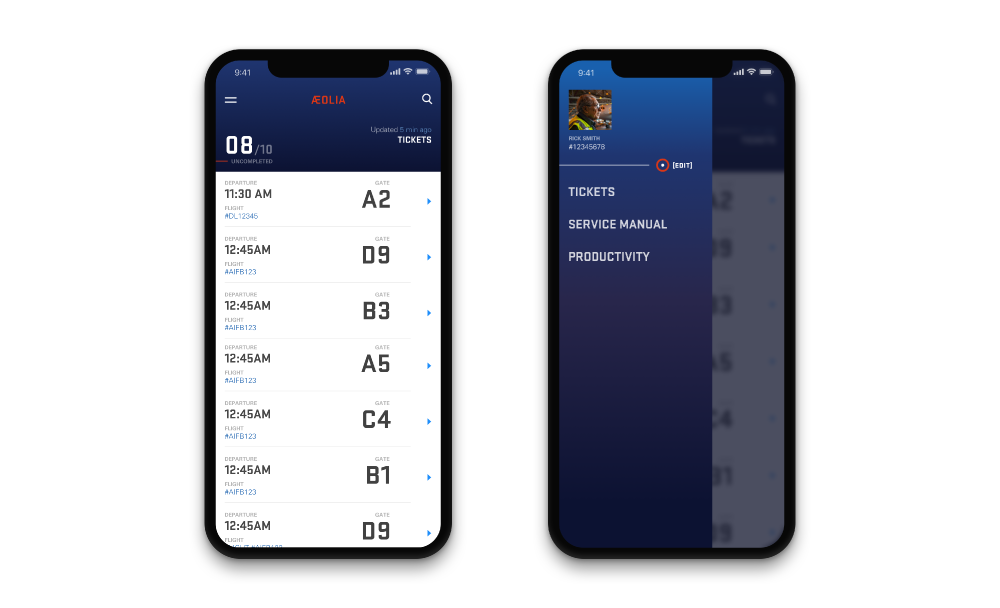 9:41
ÆOLIA
Updated 5 min ago
08/10
TICKETS
UNCOMPLETED
DEPARTURE
GATE
11:30 AM
A2
FLIGHT
#DL12345
DEPARTURE
GATE
12:45AM
D9
FLIGHT
#AIFB123
DEPARTURE
GATE
12:45AM
B3
FLIGHT
#AIFB123
DEPARTURE
GATE
12:45AM
A5
FLIGHT
#AIFB123
DEPARTURE
GATE
12:45AM
C4
FLIGHT
#AIFB123
DEPARTURE
GATE
12:45AM
B1
FLIGHT
#AIFB123
DEPARTURE
GATE
12:45AM
D9
FLIGHT
9:41
RICK SMITH
#12345678
[EDIT]
TICKETS
SERVICE MANUAL
PRODUCTIVITY